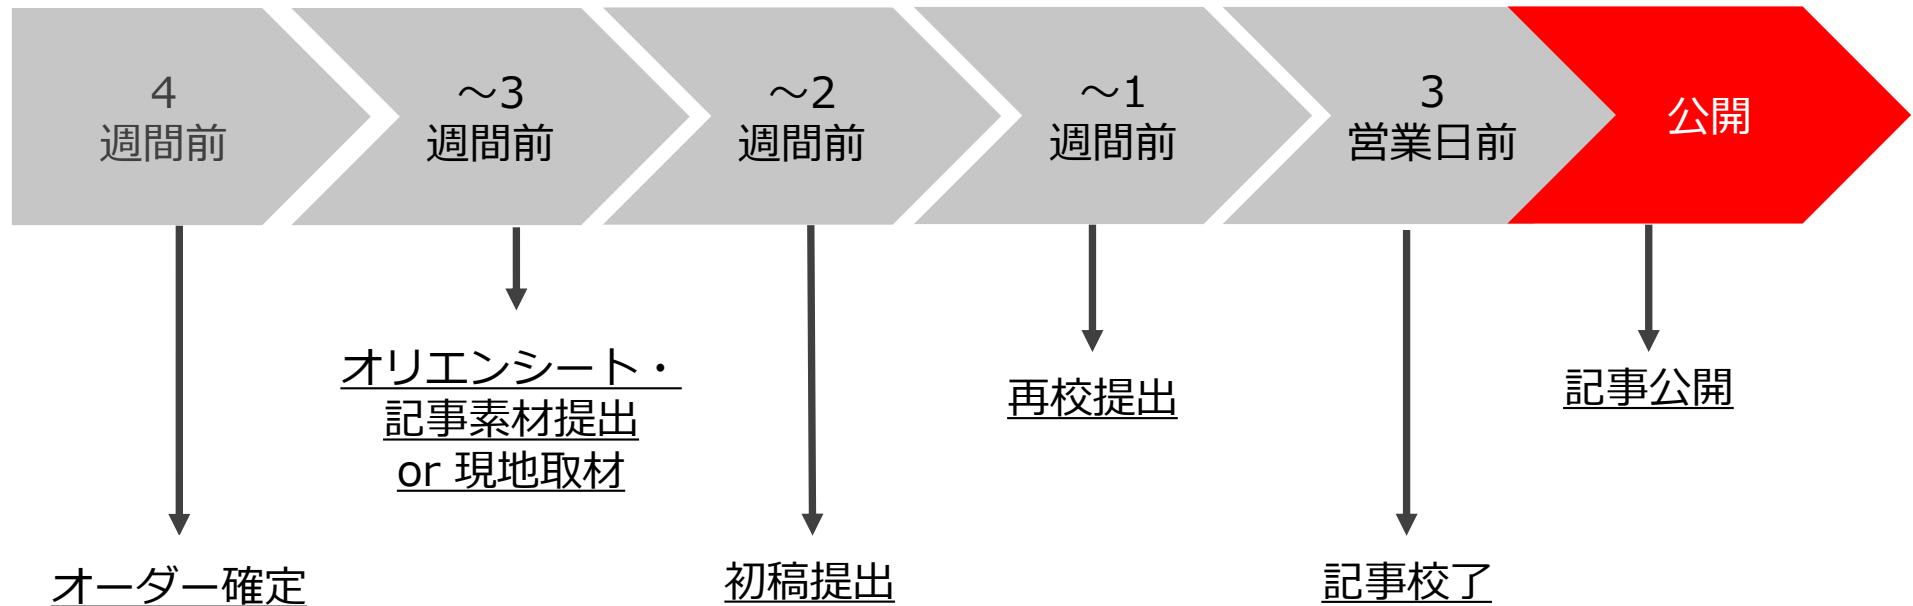 4
週間前
～3
週間前
～2
週間前
～1
週間前
3
営業日前
公開
オリエンシート・
記事素材提出
or 現地取材
再校提出
記事公開
オーダー確定
初稿提出
記事校了